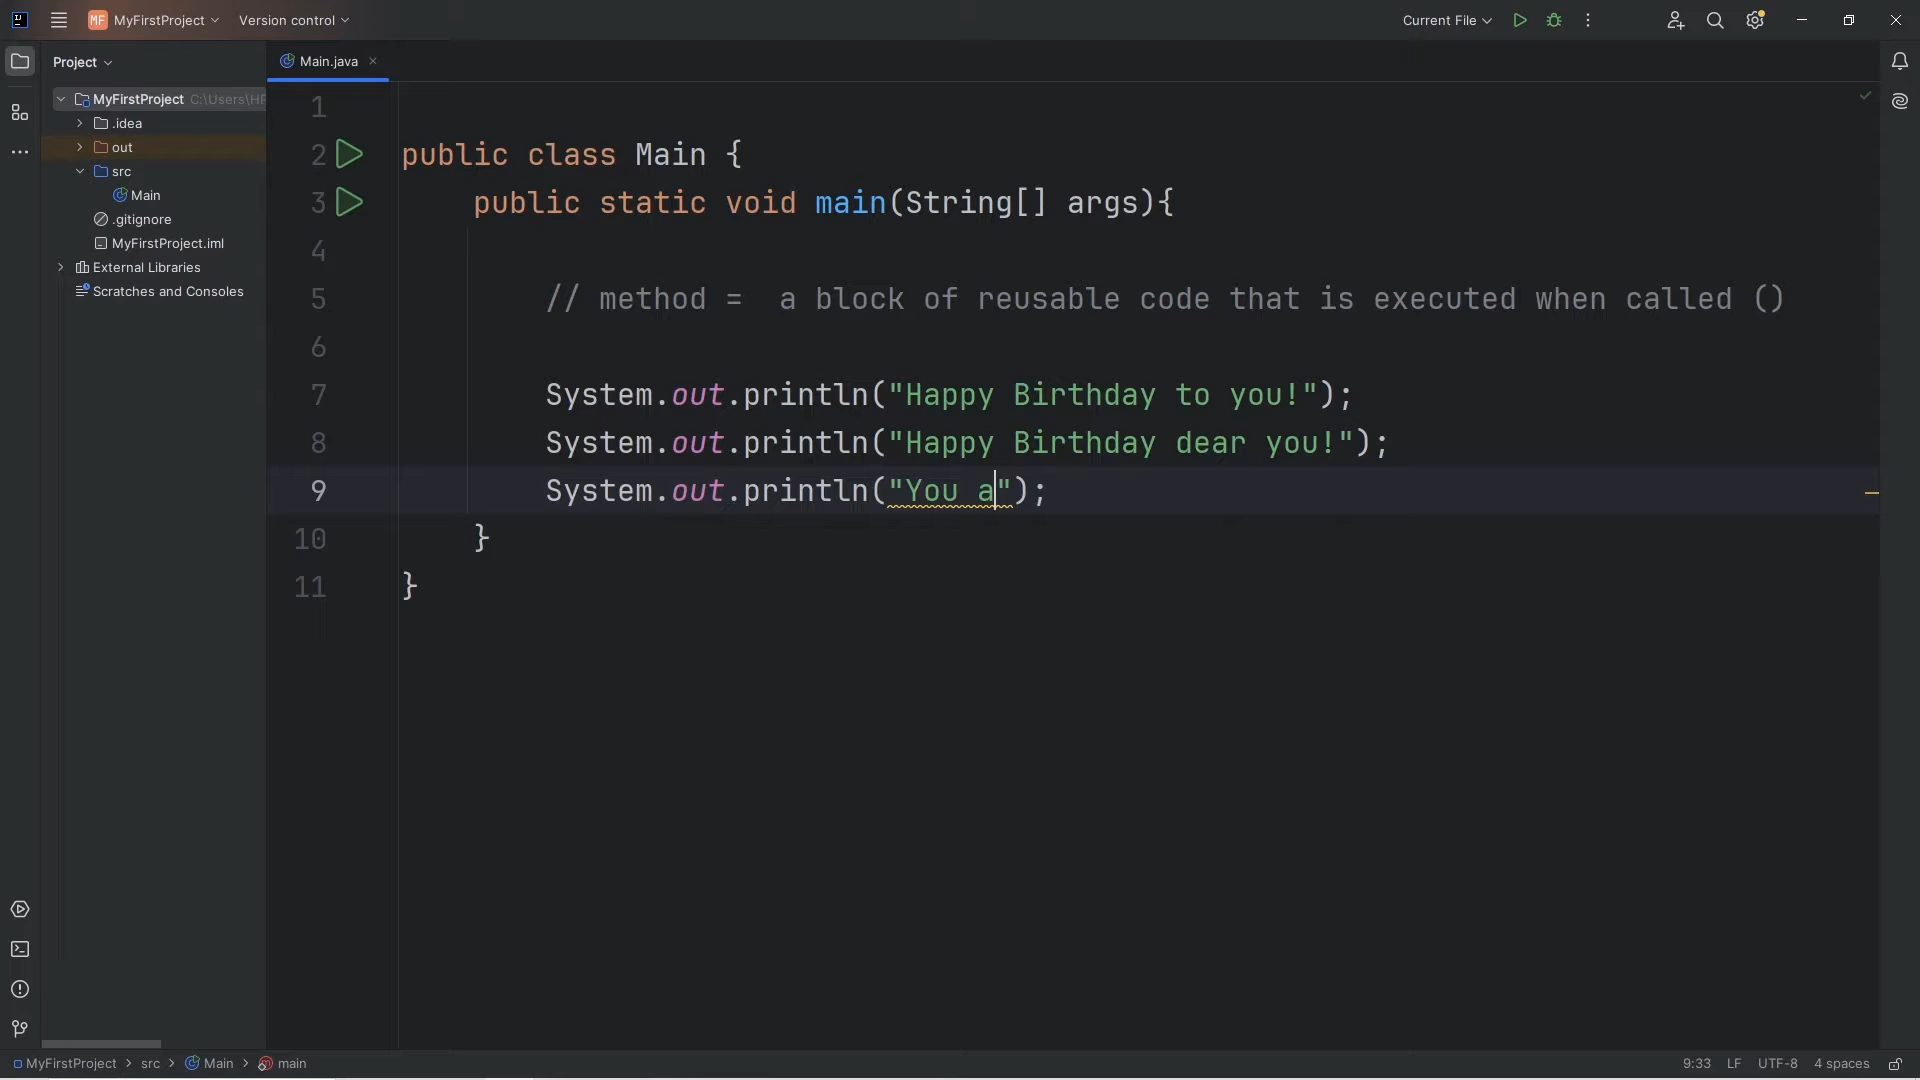 MF MyFirstProject Version control Current File
Project
Main.java
MyFirstProject C:\Users\HP
.idea
out
src
Main
.gitignore
MyFirstProject.iml
External Libraries
Scratches and Consoles
1
2 public class Main {
3 public static void main(String[] args){
4
5 // method =  a block of reusable code that is executed when called ()
6
7 System.out.println("Happy Birthday to you!");
8 System.out.println("Happy Birthday dear you!");
9 System.out.println("You a");
10 }
11 }
MyFirstProject > src > Main > main 9:33 LF UTF-8 4 spaces